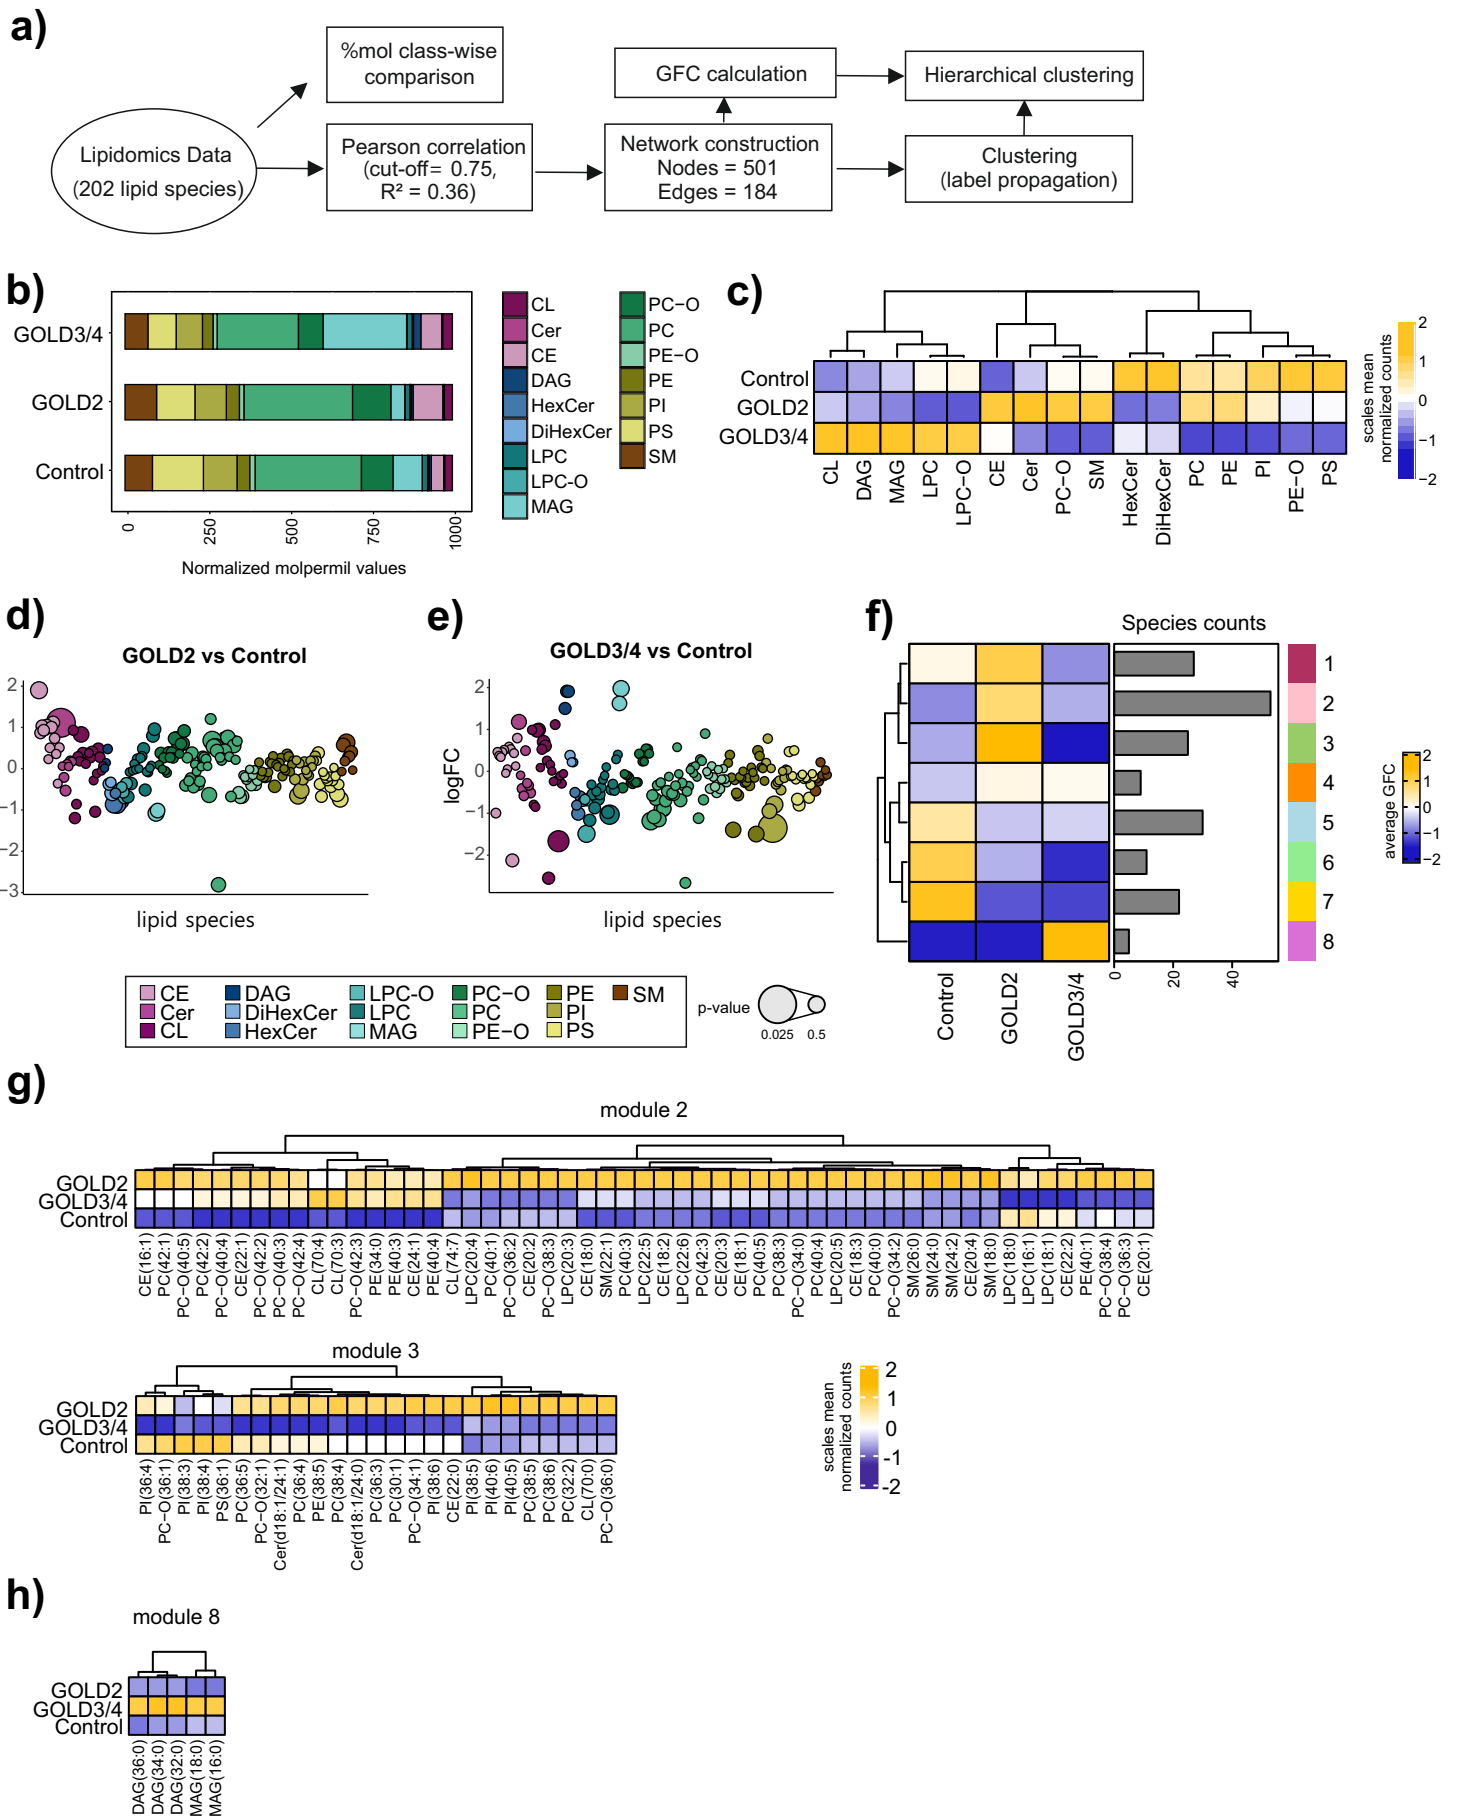 a)
%mol class-wise
comparison
GFC calculation
Hierarchical clustering
Lipidomics Data
(202 lipid species)
Pearson correlation
(cut-off= 0.75,
R² = 0.36)
Network construction
Nodes = 501
Edges = 184
Clustering
(label propagation)
b)
GOLD3/4
GOLD2
Control
0
250
500
750
1000
Normalized molpermil values
CL
Cer
CE
DAG
HexCer
DiHexCer
LPC
LPC-O
MAG
PC−O
PC
PE−O
PE
PI
PS
SM
c)
Control
GOLD2
GOLD3/4
CL
DAG
MAG
LPC
LPC−O
CE
Cer
PC−O
SM
HexCer
DiHexCer
PC
PE
PI
PE−O
PS
scales mean
normalized counts
2
1
0
−1
−2
d)
GOLD2 vs Control
2
1
0
−1
−2
−3
lipid species
e)
GOLD3/4 vs Control
logFC
2
1
0
−1
−2
lipid species
CE
Cer
CL
DAG
DiHexCer
HexCer
LPC-O
LPC
MAG
PC−O
PC
PE−O
PE
PI
PS
SM
p-value
0.025
0.5
f)
Species counts
1
2
3
4
5
6
7
8
0
20
40
Control
GOLD2
GOLD3/4
average GFC
2
1
0
−1
−2
g)
module 2
GOLD2
GOLD3/4
Control
CE(16:1)
PC(42:1)
PC−O(40:5)
PC(42:2)
PC−O(40:4)
CE(22:1)
PC−O(42:2)
PC−O(40:3)
PC−O(42:4)
CL(70:4)
CL(70:3)
PC−O(42:3)
PE(34:0)
PE(40:3)
CE(24:1)
PE(40:4)
CL(74:7)
LPC(20:4)
PC(40:1)
PC−O(36:2)
CE(20:2)
PC−O(38:3)
LPC(20:3)
CE(18:0)
SM(22:1)
PC(40:3)
LPC(22:5)
CE(18:2)
LPC(22:6)
PC(42:3)
CE(20:3)
CE(18:1)
PC(40:5)
PC(38:3)
PC−O(34:0)
PC(40:4)
LPC(20:5)
CE(18:3)
PC(40:0)
PC−O(34:2)
SM(26:0)
SM(24:0)
SM(24:2)
CE(20:4)
SM(18:0)
LPC(18:0)
LPC(16:1)
LPC(18:1)
CE(22:2)
PE(40:1)
PC−O(38:4)
PC−O(36:3)
CE(20:1)
module 3
GOLD2
GOLD3/4
Control
PI(36:4)
PC−O(36:1)
PI(38:3)
PI(38:4)
PS(36:1)
PC(36:5)
PC−O(32:1)
Cer(d18:1/24:1)
PC(36:4)
PE(38:5)
PC(38:4)
Cer(d18:1/24:0)
PC(36:3)
PC(30:1)
PC−O(34:1)
PI(38:6)
CE(22:0)
PI(38:5)
PI(40:6)
PI(40:5)
PC(38:5)
PC(38:6)
PC(32:2)
CL(70:0)
PC−O(36:0)
scales mean
normalized counts
2
1
0
-1
-2
h)
module 8
GOLD2
GOLD3/4
Control
DAG(36:0)
DAG(34:0)
DAG(32:0)
MAG(18:0)
MAG(16:0)